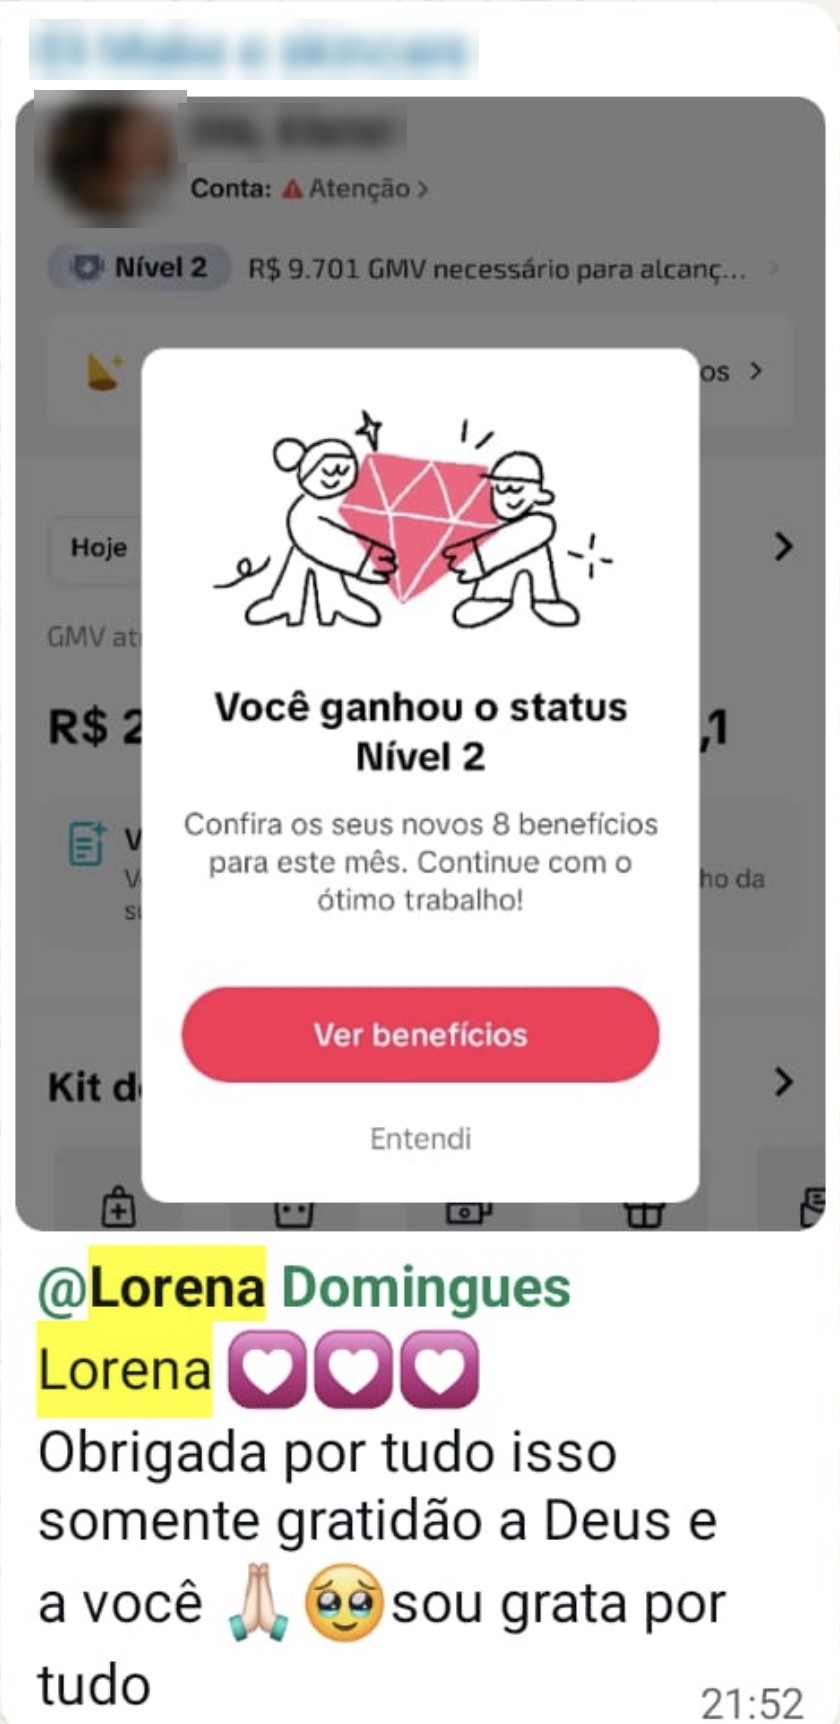 Conta: ⚠ Atenção >
Nível 2 R$ 9.701 GMV necessário para alcanç... >
os >
Hoje
GMV at
R$ 2 ,1
V
V ho da
su
Você ganhou o status
Nível 2
Confira os seus novos 8 benefícios
para este mês. Continue com o
ótimo trabalho!
Ver benefícios
Kit d
Entendi
@Lorena Domingues
Lorena 💟💟💟
Obrigada por tudo isso
somente gratidão a Deus e
a você 🙏🏻🥹sou grata por
tudo
21:52